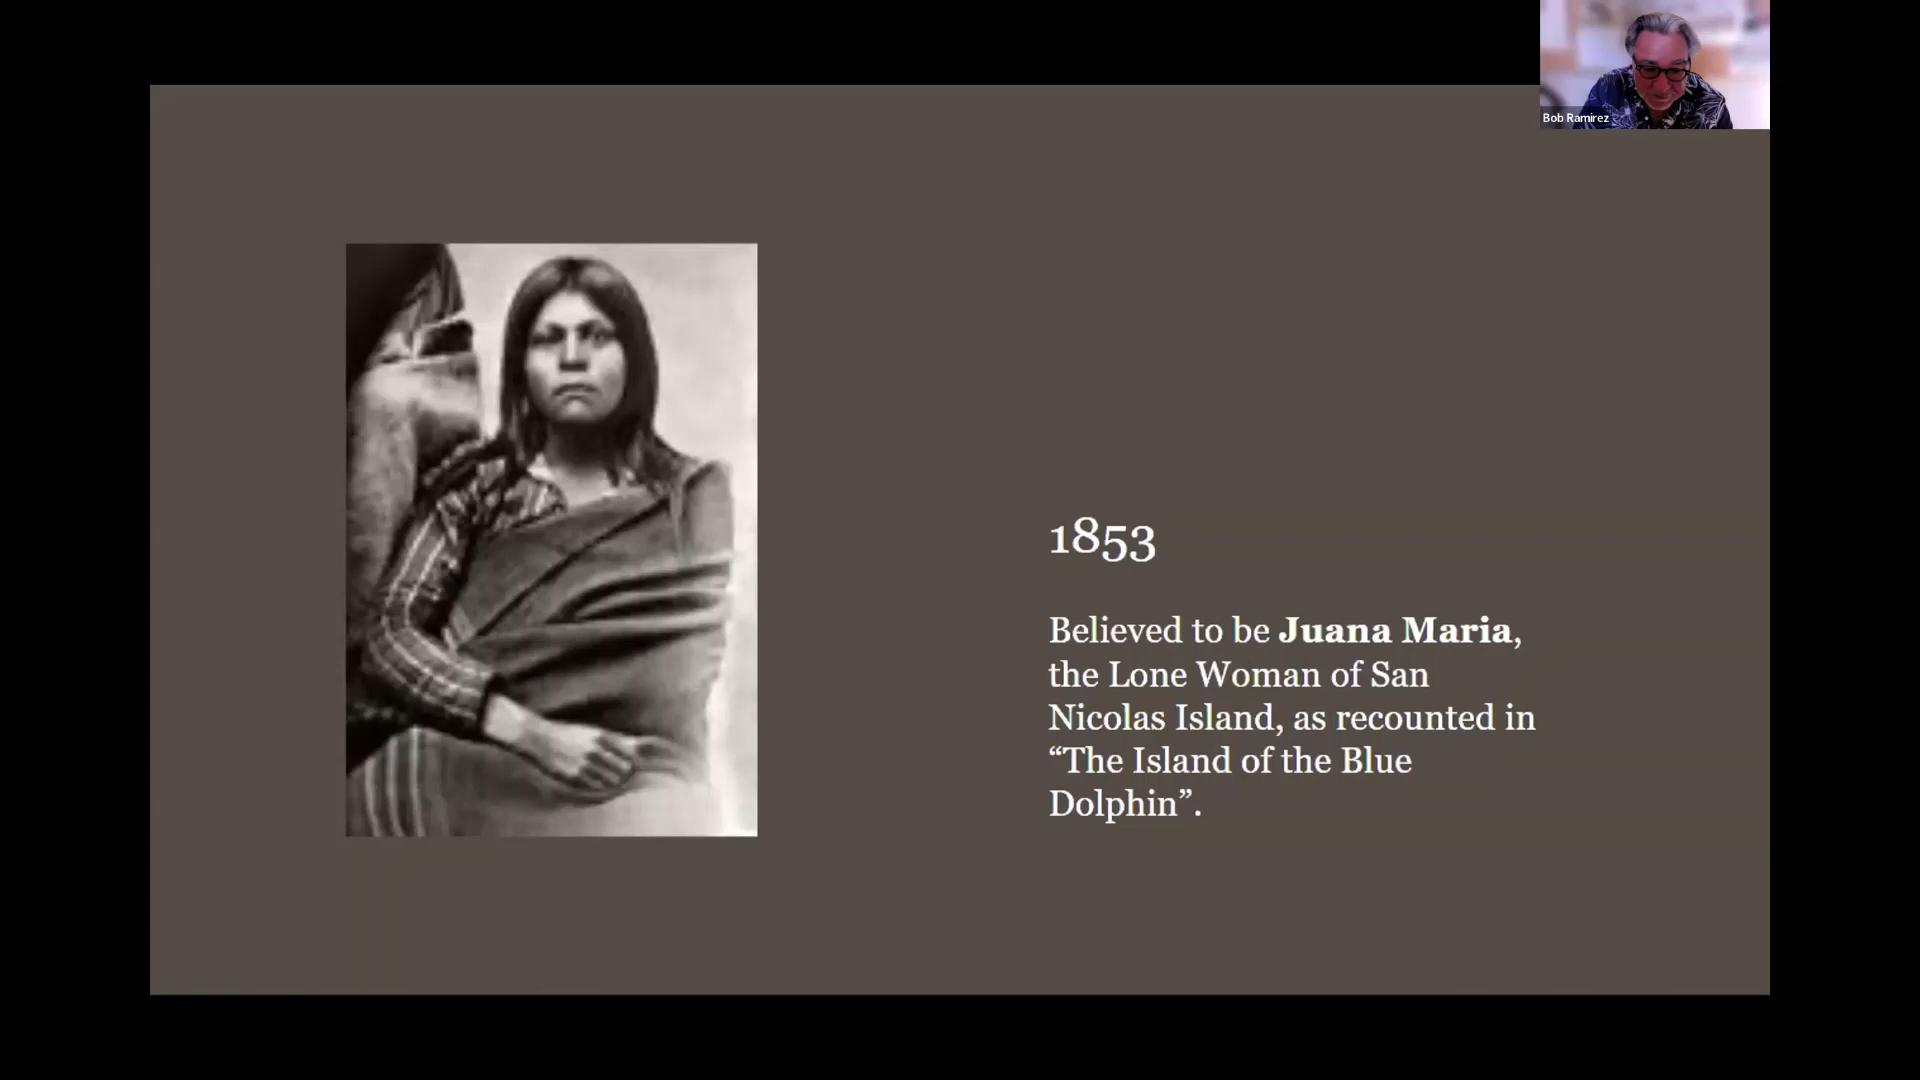 Bob Ramirez
1853
Believed to be Juana Maria,
the Lone Woman of San
Nicolas Island, as recounted in
“The Island of the Blue
Dolphin”.